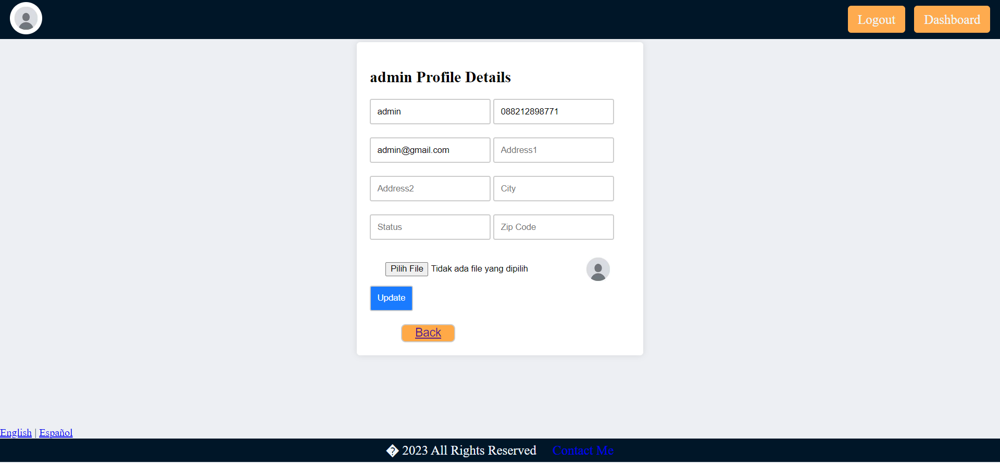 Logout Dashboard
admin Profile Details
admin 088212898771
admin@gmail.com Address1
Address2 City
Status Zip Code
Pilih File Tidak ada file yang dipilih
Update
Back
English | Español
� 2023 All Rights Reserved Contact Me